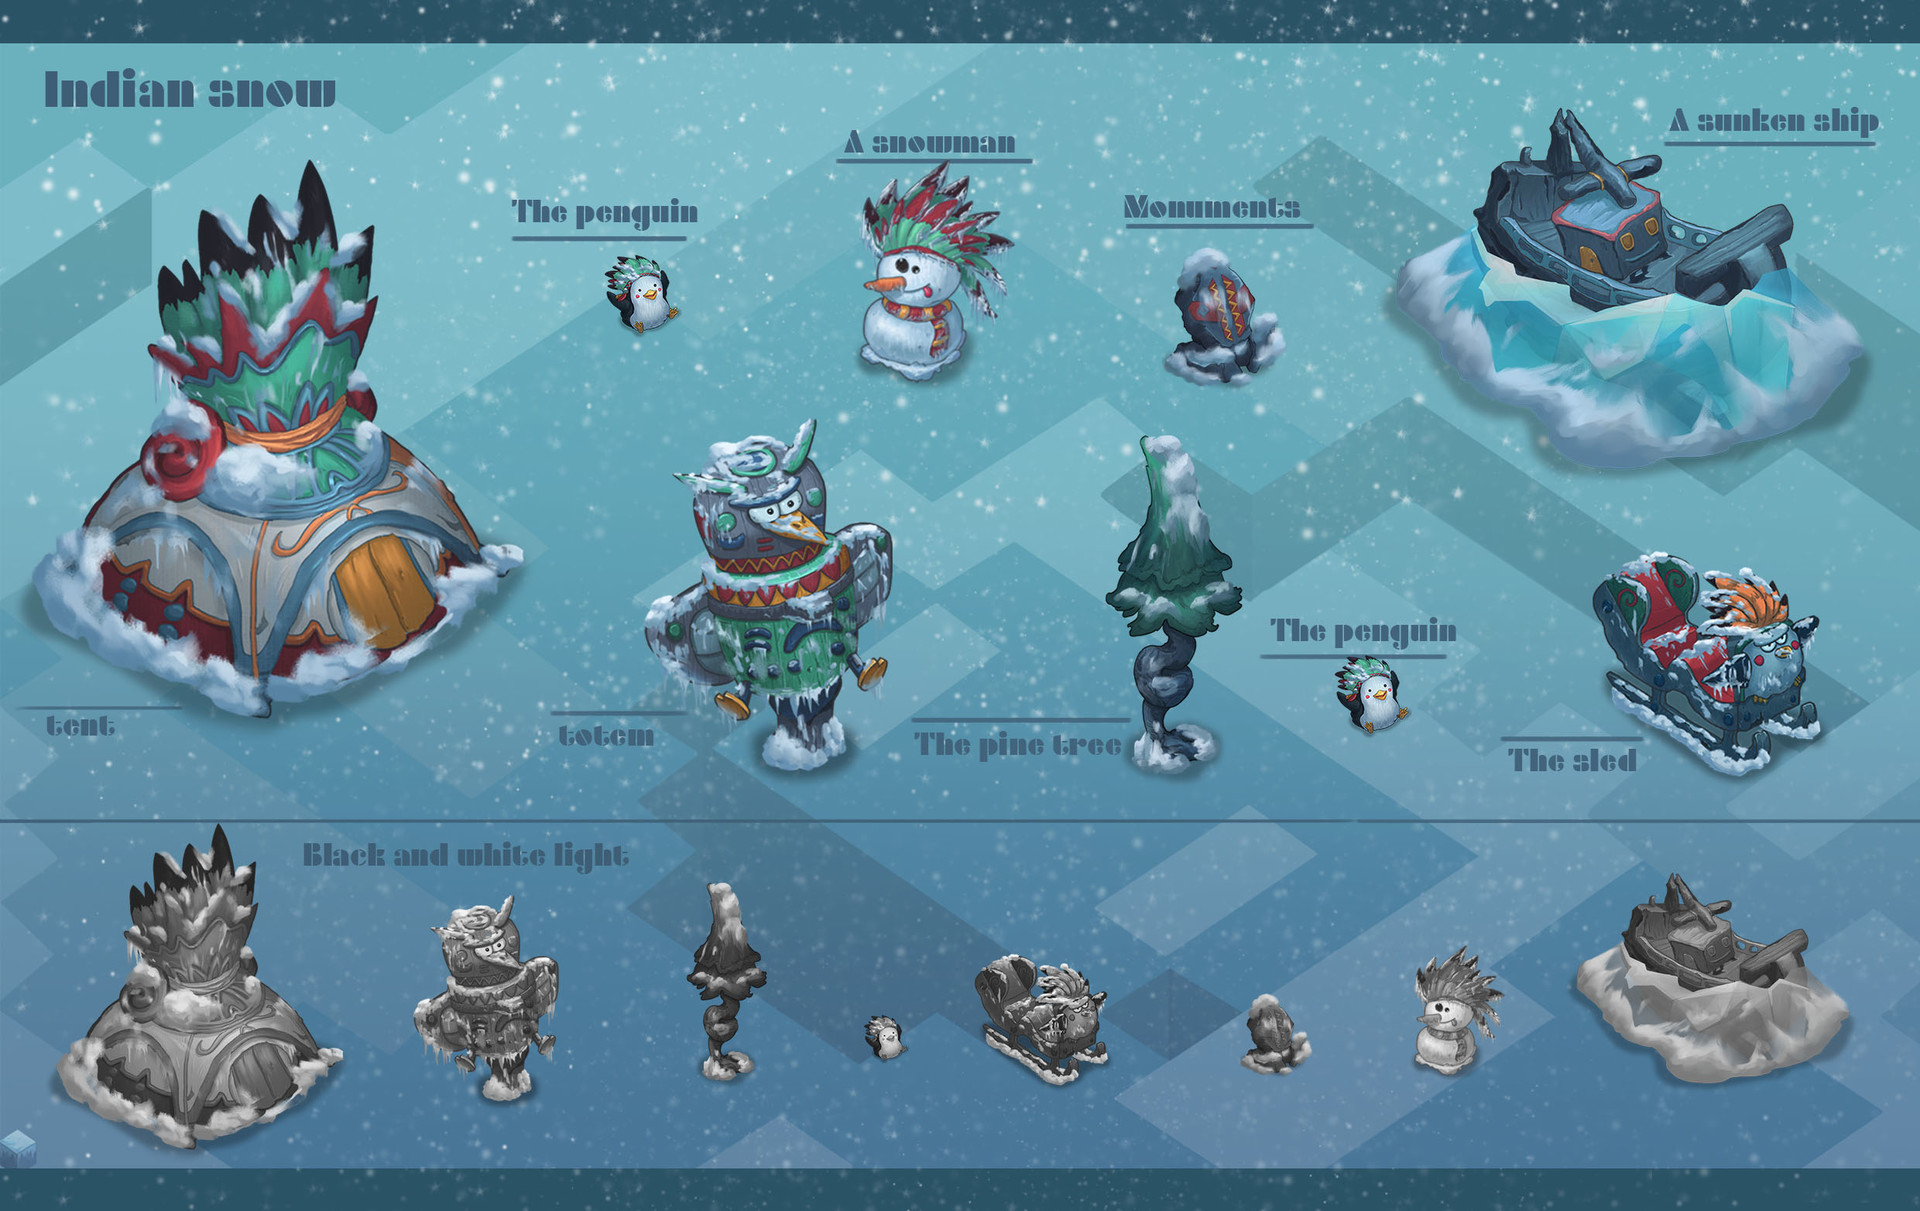 Indian snow
A sunken ship
A snowman
The penguin
Monuments
The penguin
tent
totem
The pine tree
The sled
Black and white light